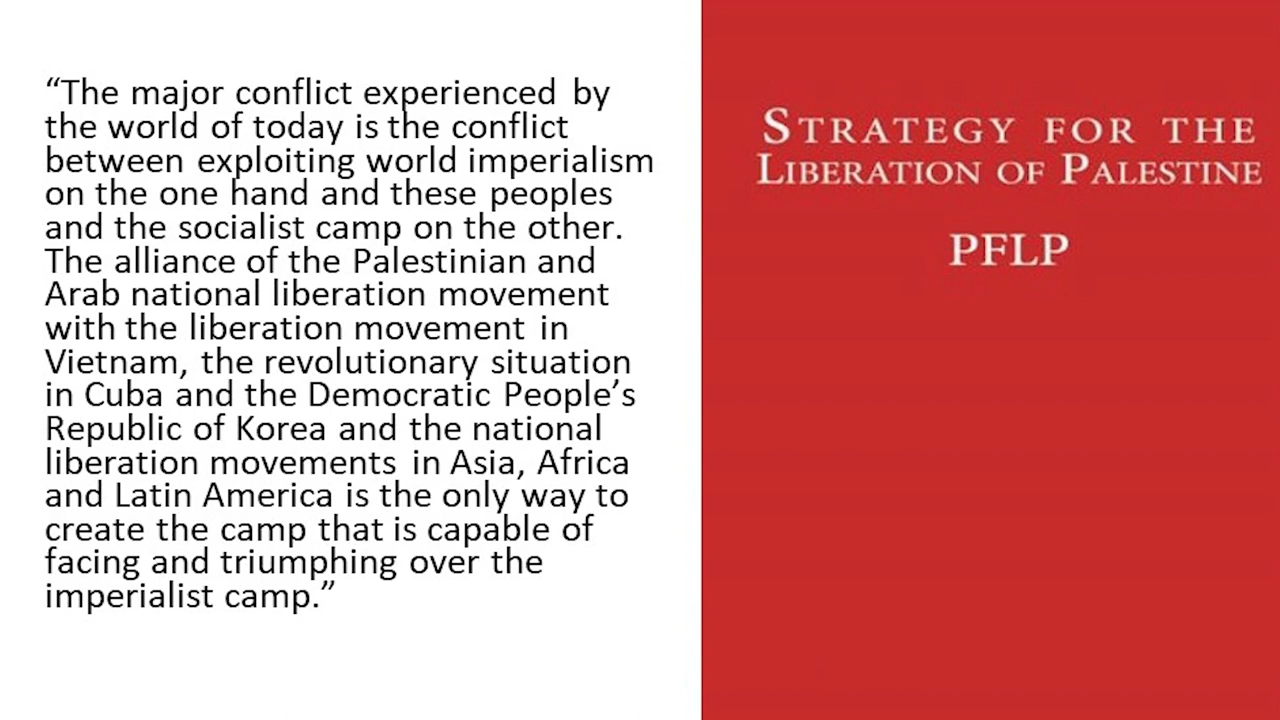 “The major conflict experienced by
the world of today is the conflict
between exploiting world imperialism
on the one hand and these peoples
and the socialist camp on the other.
The alliance of the Palestinian and
Arab national liberation movement
with the liberation movement in
Vietnam, the revolutionary situation
in Cuba and the Democratic People’s
Republic of Korea and the national
liberation movements in Asia, Africa
and Latin America is the only way to
create the camp that is capable of
facing and triumphing over the
imperialist camp.”
STRATEGY FOR THE
LIBERATION OF PALESTINE
PFLP